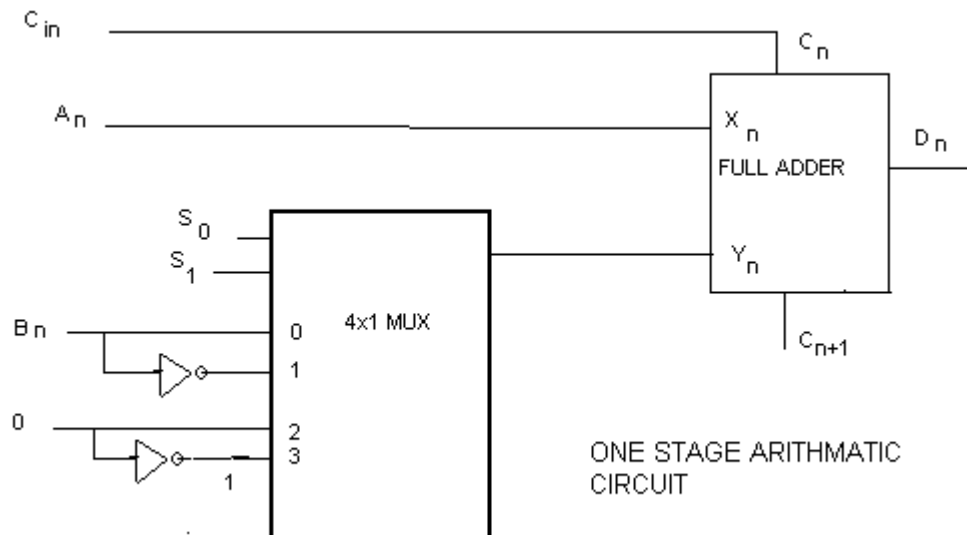 C in
C n
A n
X n
D n
FULL ADDER
S 0
S 1
Y n
4x1 MUX
B n
0
C n+1
1
0
2
3
1
ONE STAGE ARITHMATIC
CIRCUIT